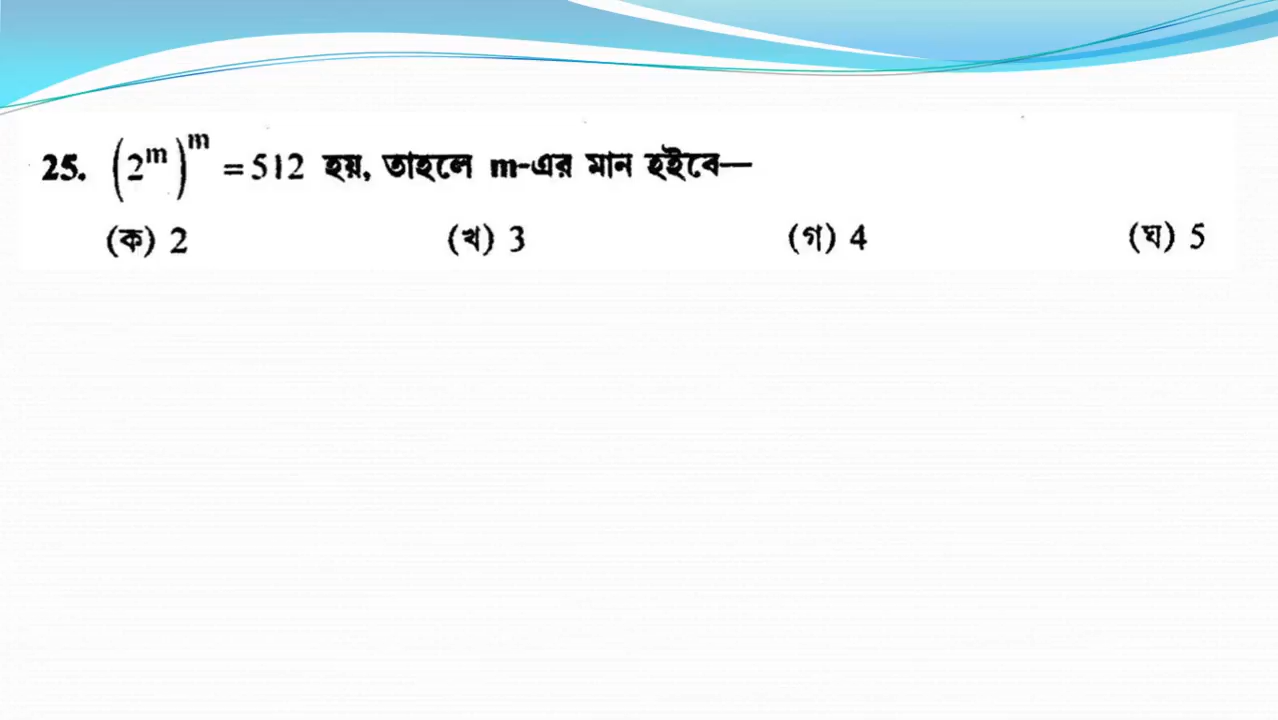 25. (2^m)^m = 512 হয়, তাহলে m-এর মান হইবে—
(ক) 2 (খ) 3 (গ) 4 (ঘ) 5